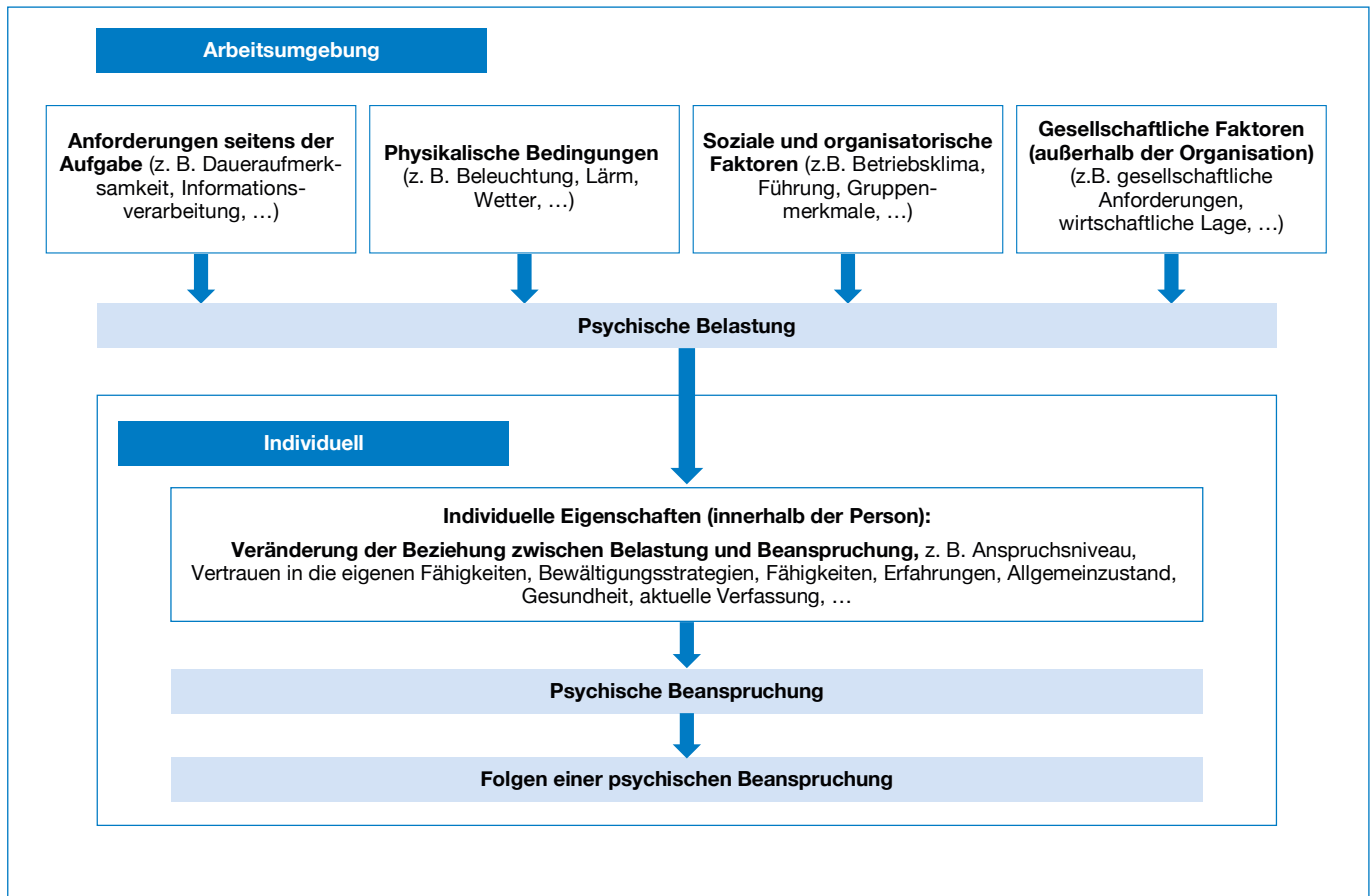 Arbeitsumgebung
Anforderungen seitens der
Aufgabe (z. B. Daueraufmerk-
samkeit, Informations-
verarbeitung, …)
Physikalische Bedingungen
(z. B. Beleuchtung, Lärm,
Wetter, …)
Soziale und organisatorische
Faktoren (z.B. Betriebsklima,
Führung, Gruppen-
merkmale, …)
Gesellschaftliche Faktoren
(außerhalb der Organisation)
(z.B. gesellschaftliche
Anforderungen,
wirtschaftliche Lage, …)
Psychische Belastung
Individuell
Individuelle Eigenschaften (innerhalb der Person):
Veränderung der Beziehung zwischen Belastung und Beanspruchung, z. B. Anspruchsniveau,
Vertrauen in die eigenen Fähigkeiten, Bewältigungsstrategien, Fähigkeiten, Erfahrungen, Allgemeinzustand,
Gesundheit, aktuelle Verfassung, …
Psychische Beanspruchung
Folgen einer psychischen Beanspruchung